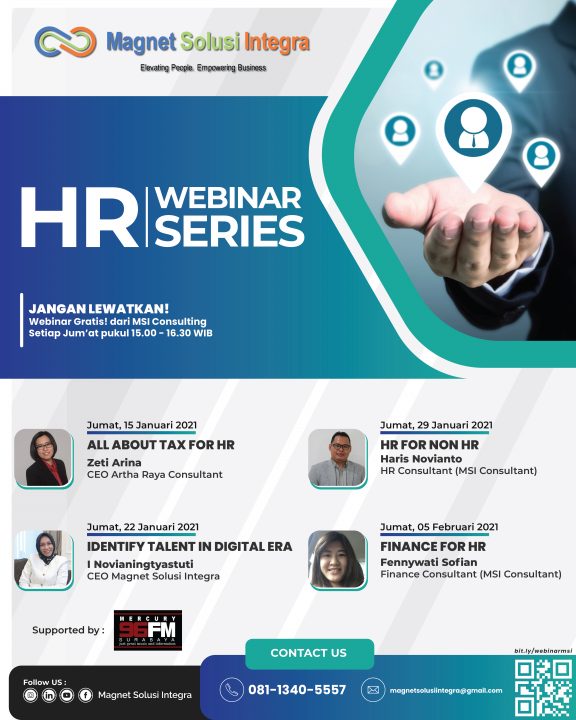 Magnet Solusi Integra
Elevating People. Empowering Business
HR
WEBINAR
SERIES
JANGAN LEWATKAN!
Webinar Gratis! dari MSI Consulting
Setiap Jum'at pukul 15.00 - 16.30 WIB
Jumat, 15 Januari 2021
ALL ABOUT TAX FOR HR
Zeti Arina
CEO Artha Raya Consultant
Jumat, 29 Januari 2021
HR FOR NON HR
Haris Novianto
HR Consultant (MSI Consultant)
Jumat, 22 Januari 2021
IDENTIFY TALENT IN DIGITAL ERA
I Novianingtyastuti
CEO Magnet Solusi Integra
Jumat, 05 Februari 2021
FINANCE FOR HR
Fennywati Sofian
Finance Consultant (MSI Consultant)
Supported by :
MERCURY
96FM
SURABAYA
just great music and information
CONTACT US
bit.ly/webinarmsi
Follow US :
Magnet Solusi Integra
081-1340-5557
magnetsolusiintegra@gmail.com